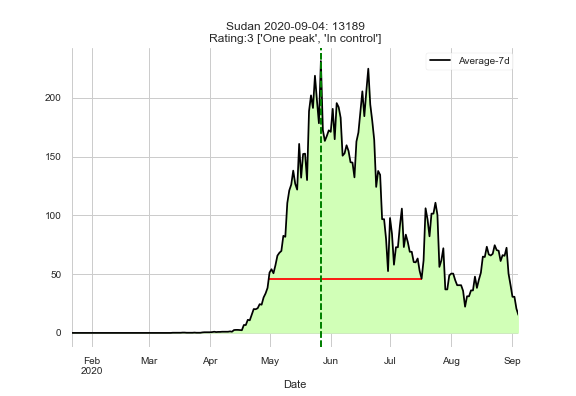 Sudan 2020-09-04: 13189
Rating:3 ['One peak', 'In control']
Average-7d
200
150
100
50
0
Feb
2020
Mar
Apr
May
Jun
Jul
Aug
Sep
Date